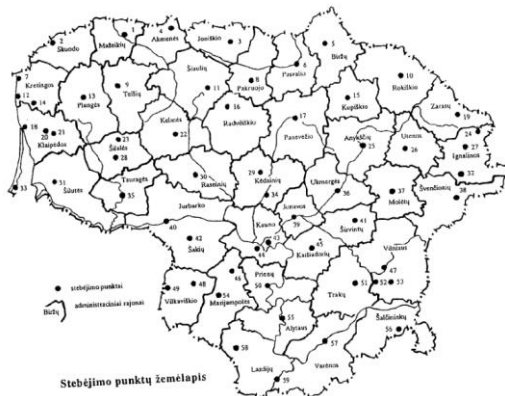 4
1
Akmenės
Joniškio
3
5
Biržų
2
Skuodo
Mažeikių
6
Pasvalio
7
Kretingos
9
Telšių
Šiaulių
8
Pakruojo
10
Rokiškio
12
13
Plungės
11
15
Kupiškio
14
16
Radviliškio
Zarasų
18
20
21
Klaipėdos
Kelmės
22
17
Panevėžio
19
Anykščių
25
Utenos
26
24
27
Ignalinos
23
Šilalės
28
31
Šilutės
Tauragės
35
30
Raseinių
29
Kėdainių
34
Ukmergės
36
32
33
37
Molėtų
Švenčionių
38
Jurbarko
40
Jonavos
39
Kauno
43
44
41
Širvintų
42
Šakių
45
Kaišiadorių
Vilniaus
47
46
Prienų
50
49
48
Vilkaviškio
54
Marijampolės
51
Trakų
52
53
55
Alytaus
Šalčininkų
56
58
57
Varėnos
Lazdijų
59
stebėjimo punktai
Biržų
administraciniai rajonai
Stebėjimo punktų žemėlapis